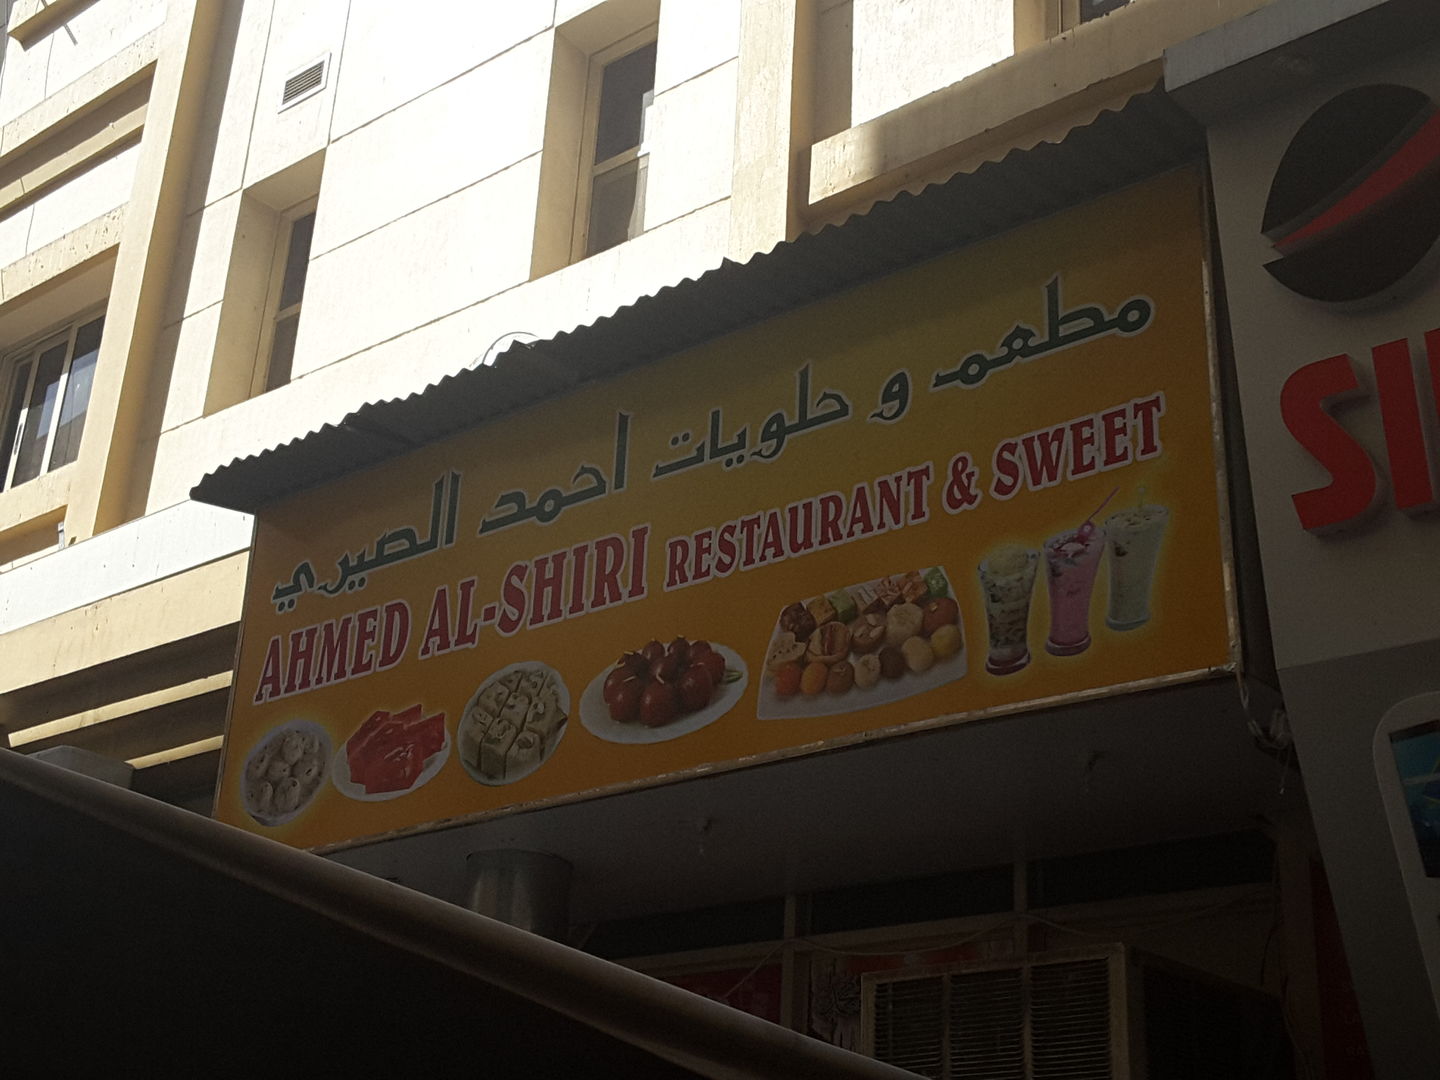 مطعم و حلويات احمد الصيري
AHMED AL-SHIRI RESTAURANT & SWEET